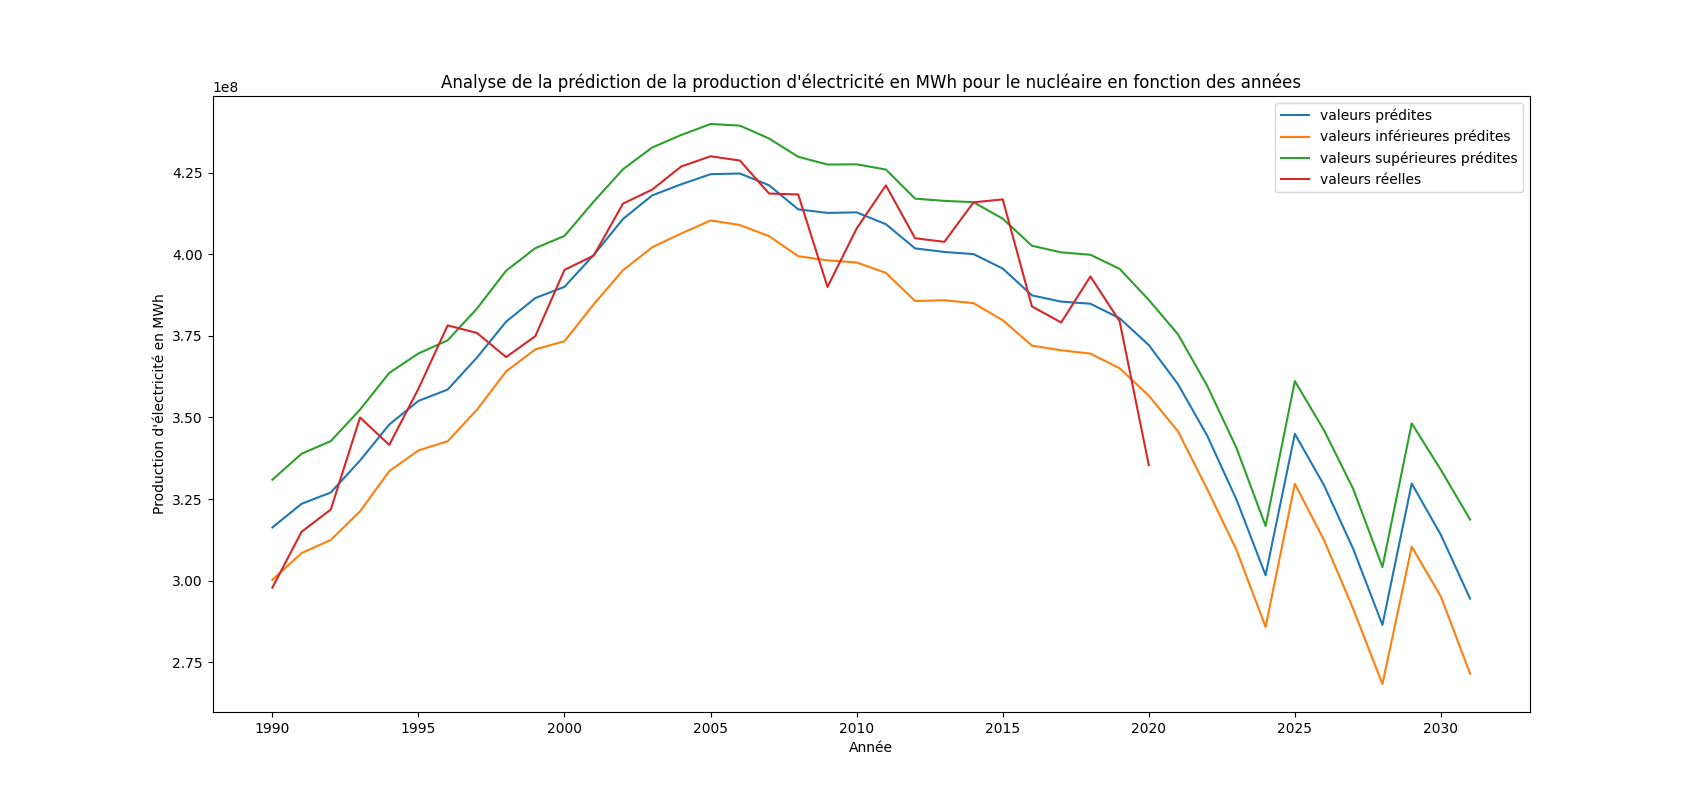 Analyse de la prédiction de la production d'électricité en MWh pour le nucléaire en fonction des années
1e8
valeurs prédites
valeurs inférieures prédites
valeurs supérieures prédites
valeurs réelles
Production d'électricité en MWh
4.25
4.00
3.75
3.50
3.25
3.00
2.75
1990 1995 2000 2005 2010 2015 2020 2025 2030
Année